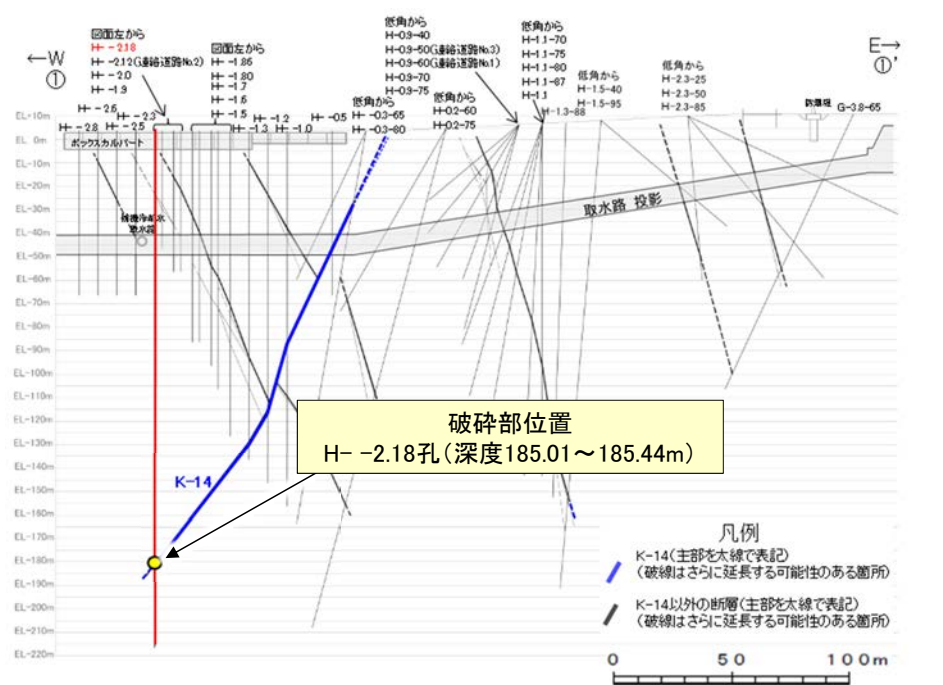 ←W
①
図面左から
H- -2.18
H- -2.12(G連絡道路No.2)
H- -2.0
H- -1.9
図面左から
H- -1.85
H- -1.80
H- -1.7
H- -1.6
H- -1.5
低角から
H-0.9-40
H-0.9-50(G連絡道路No.3)
H-0.9-60(G連絡道路No.1)
H-0.9-70
H-0.9-75
H-1.1-70
H-1.1-75
H-1.1-80
H-1.1-87
H-1.1
低角から
H-1.5-40
H-1.5-95
低角から
H-2.3-25
H-2.3-50
H-2.3-85
E→
①'
H- -2.6
H- -2.3
H- -2.8
H- -2.5
H- -1.3
H- -1.2
H- -1.0
H- -0.5
低角から
H-0.3-65
H-0.3-80
低角から
H-0.2-60
H-0.2-75
H-1.3-88
防潮堤
G-3.8-65
ボックスカルバート
取水路 投影
EL+10m
EL 0m
EL-10m
EL-20m
EL-30m
EL-40m
EL-50m
EL-60m
EL-70m
EL-80m
EL-90m
EL-100m
EL-110m
EL-120m
EL-130m
EL-140m
EL-150m
EL-160m
EL-170m
EL-180m
EL-190m
EL-200m
EL-210m
EL-220m
破砕部位置
H- -2.18孔(深度185.01~185.44m)
K-14
凡例
K-14(主部を太線で表記)
(破線はさらに延長する可能性のある箇所)
K-14以外の断層(主部を太線で表記)
(破線はさらに延長する可能性のある箇所)
0 50 100m